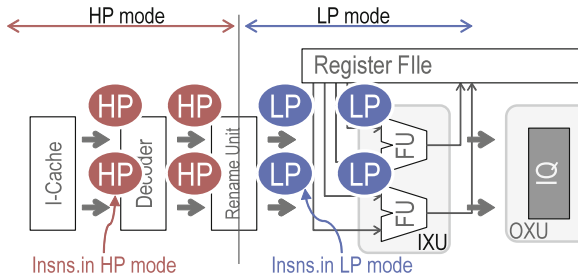 HP mode
LP mode
Register FIle
HP
HP
LP
LP
I-Cache
Decoder
Rename Unit
FU
HP
HP
LP
LP
FU
IQ
IXU
OXU
Insns.in HP mode
Insns.in LP mode